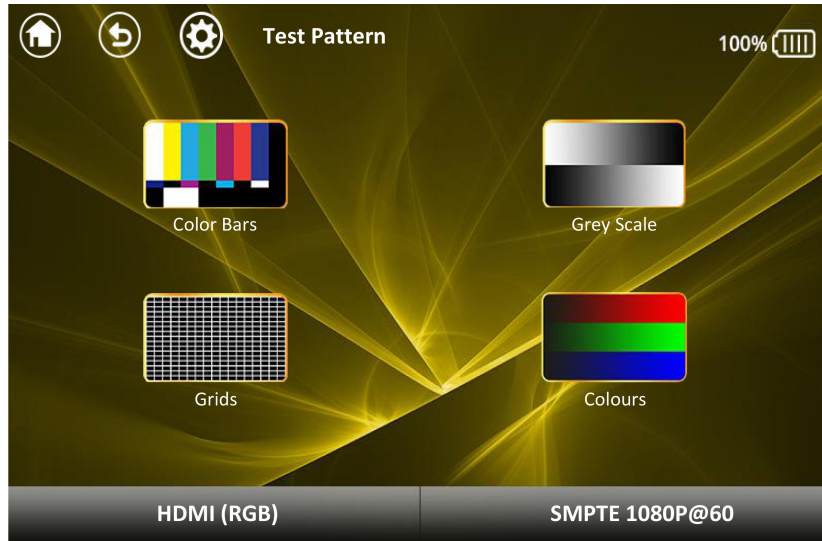 Test Pattern
100%
Color Bars
Grey Scale
Grids
Colours
HDMI (RGB)
SMPTE 1080P@60